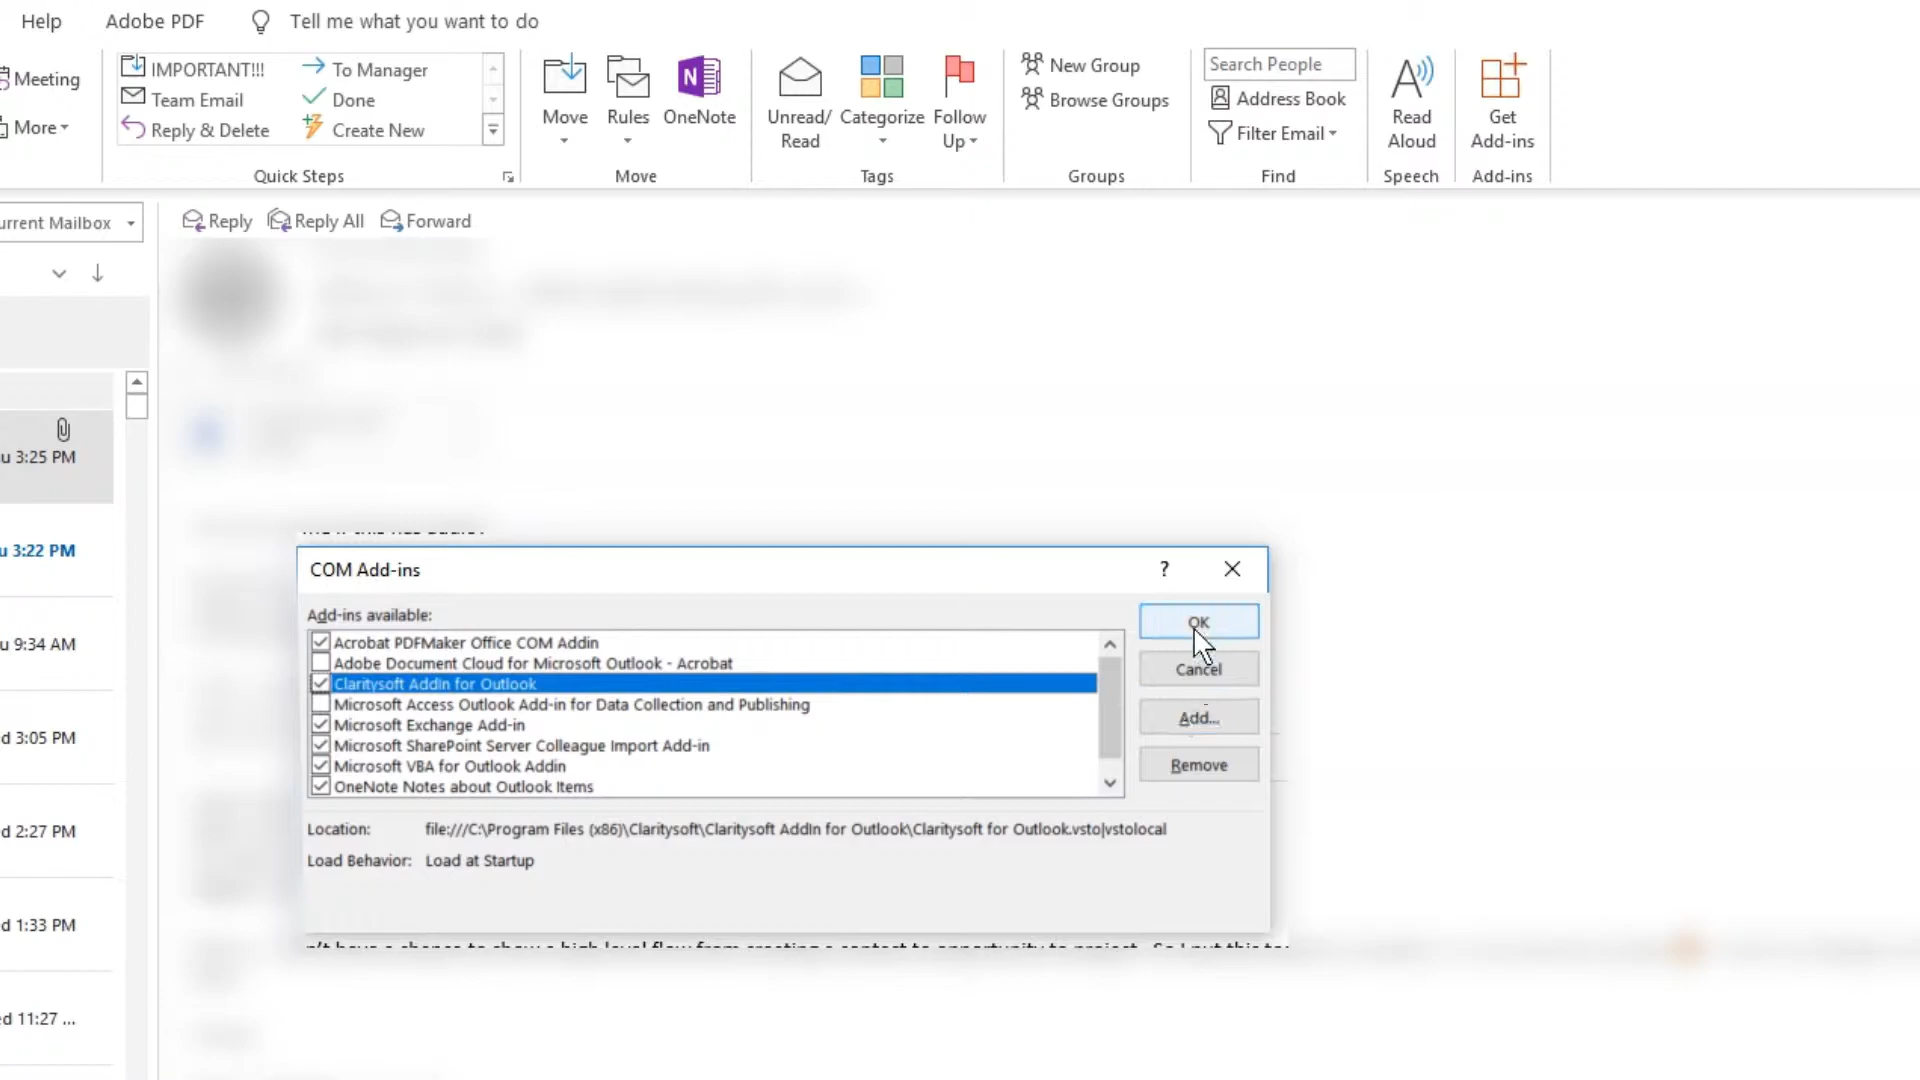 Help Adobe PDF Tell me what you want to do
Meeting
More
IMPORTANT!!!
Team Email
Reply & Delete
To Manager
Done
Create New
Quick Steps
Move
Rules
OneNote
Move
Unread/
Read
Categorize
Follow
Up
Tags
New Group
Browse Groups
Groups
Search People
Address Book
Filter Email
Find
Read
Aloud
Speech
Get
Add-ins
Add-ins
Mailbox
Reply Reply All Forward
3:25 PM
3:22 PM
9:34 AM
3:05 PM
2:27 PM
1:33 PM
11:27 ...
COM Add-ins ?
Add-ins available:
Acrobat PDFMaker Office COM Addin
Adobe Document Cloud for Microsoft Outlook - Acrobat
Claritysoft AddIn for Outlook
Microsoft Access Outlook Add-in for Data Collection and Publishing
Microsoft Exchange Add-in
Microsoft SharePoint Server Colleague Import Add-in
Microsoft VBA for Outlook Addin
OneNote Notes about Outlook Items
OK
Cancel
Add...
Remove
Location: file:///C:\Program Files (x86)\Claritysoft\Claritysoft AddIn for Outlook\Claritysoft for Outlook.vsto|vstolocal
Load Behavior: Load at Startup